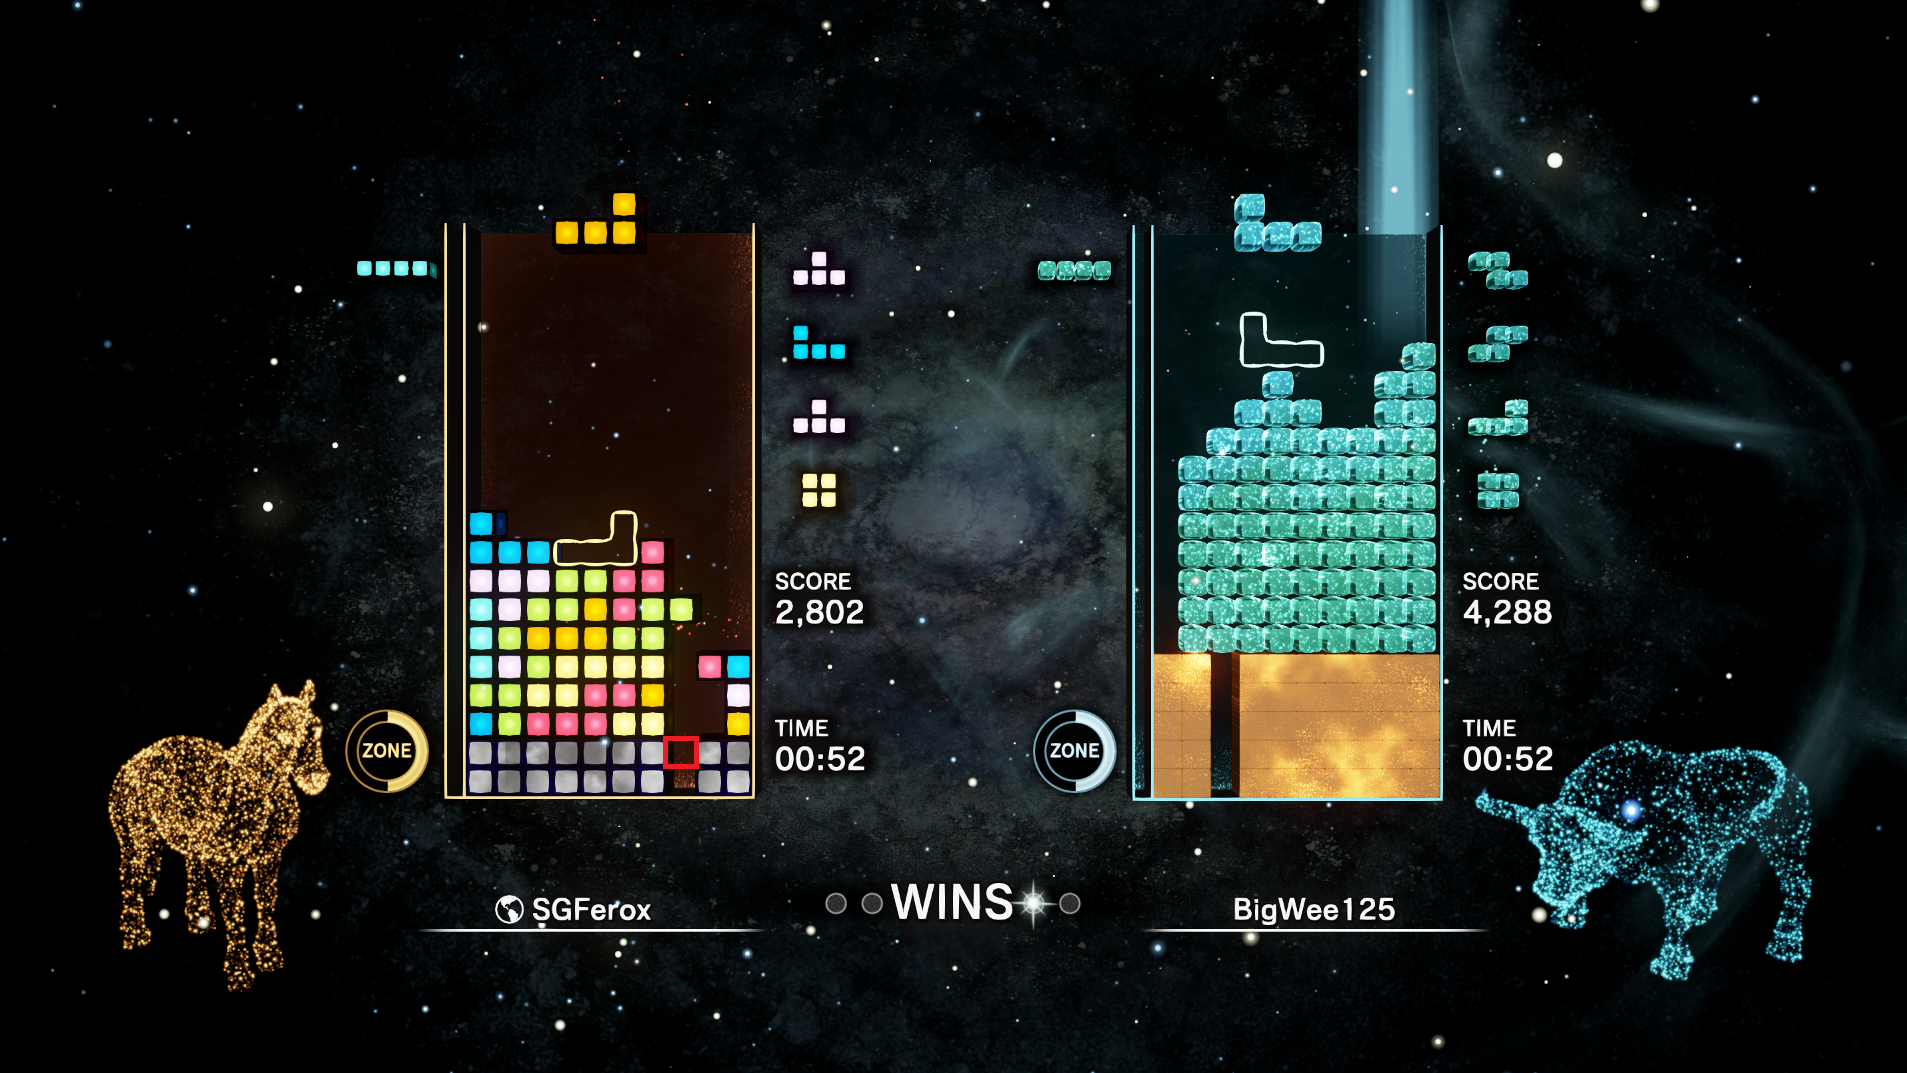 SCORE
2,802
TIME
00:52
ZONE
SCORE
4,288
TIME
00:52
ZONE
SGFerox
WINS
BigWee125